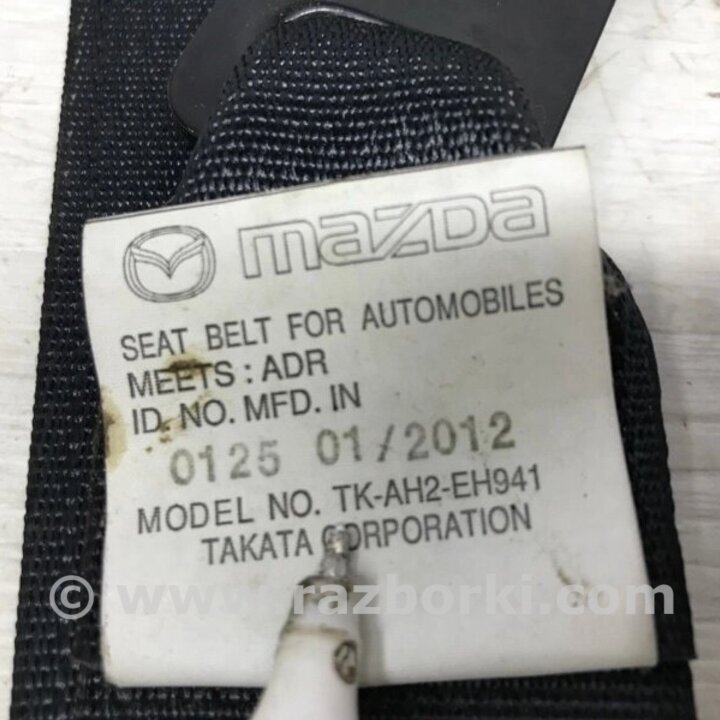 mazda
SEAT BELT FOR AUTOMOBILES
MEETS : ADR
ID. NO. MFD. IN
0125 01/2012
MODEL NO. TK-AH2-EH941
TAKATA CORPORATION
© www.razborki.com